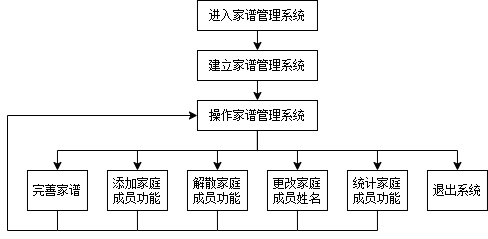 进入家谱管理系统
建立家谱管理系统
操作家谱管理系统
完善家谱
添加家庭
成员功能
解散家庭
成员功能
更改家庭
成员姓名
统计家庭
成员功能
退出系统